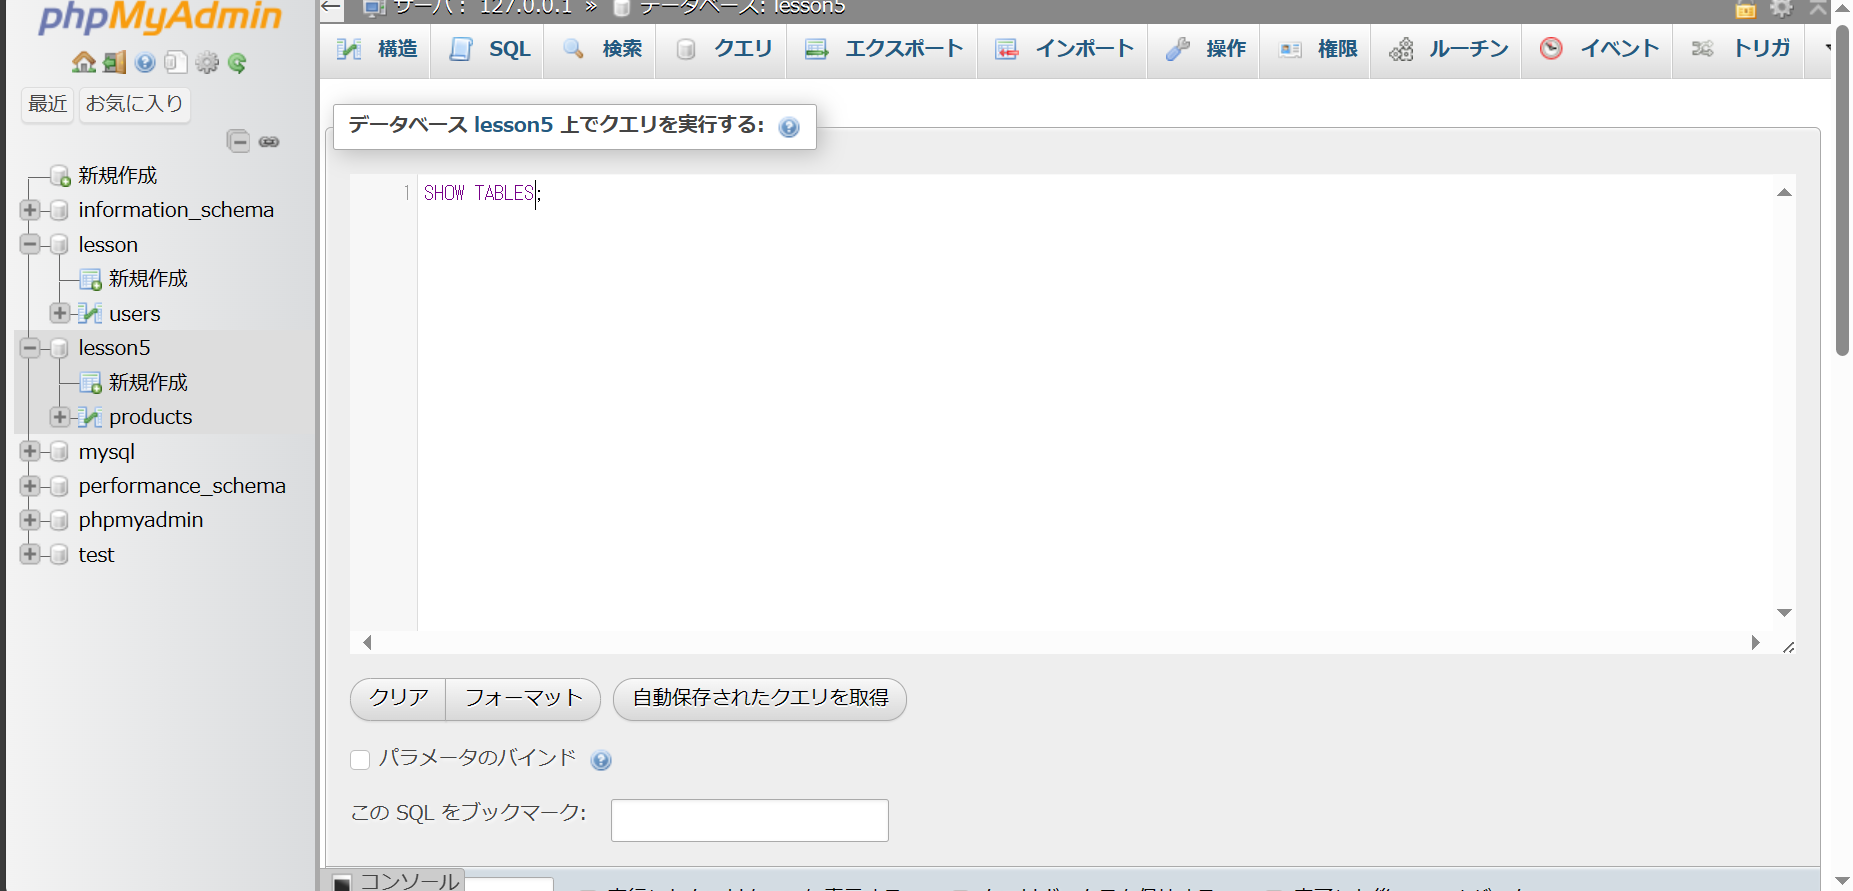 phpMyAdmin
最近 お気に入り
新規作成
information_schema
lesson
新規作成
users
lesson5
新規作成
products
mysql
performance_schema
phpmyadmin
test
← サーバ: 127.0.0.1 » データベース: lesson5
構造 SQL 検索 クエリ エクスポート インポート 操作 権限 ルーチン イベント トリガ
データベース lesson5 上でクエリを実行する:
1 SHOW TABLES;
クリア フォーマット 自動保存されたクエリを取得
パラメータのバインド
この SQL をブックマーク:
コンソール